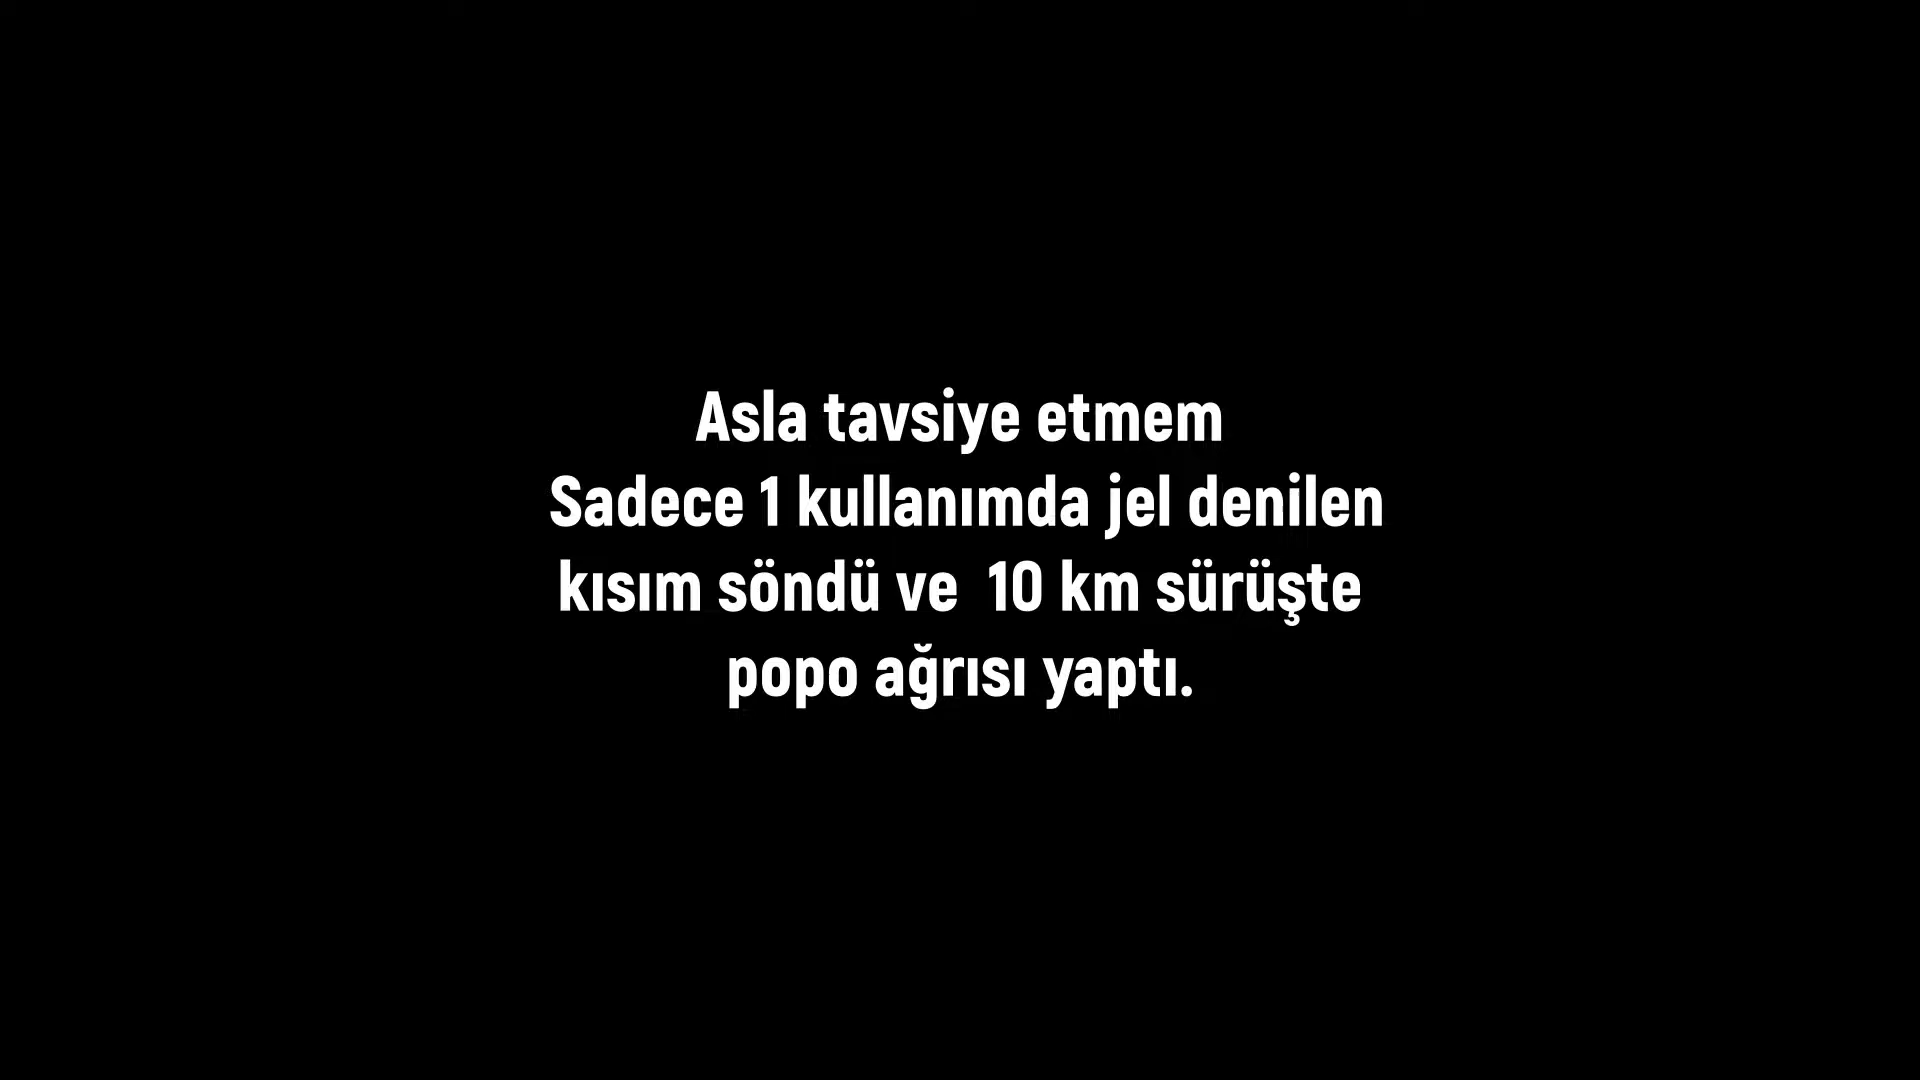 Asla tavsiye etmem
Sadece 1 kullanımda jel denilen
kısım söndü ve  10 km sürüşte
popo ağrısı yaptı.